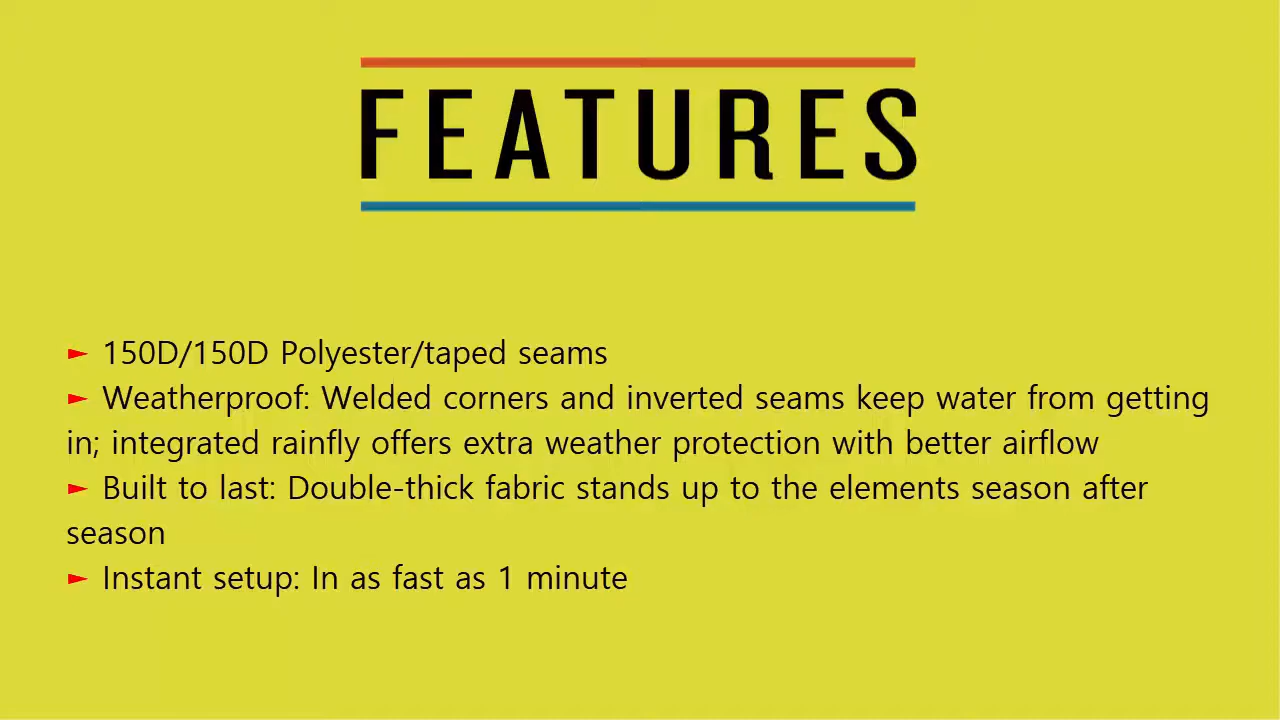 FEATURES
► 150D/150D Polyester/taped seams
► Weatherproof: Welded corners and inverted seams keep water from getting
in; integrated rainfly offers extra weather protection with better airflow
► Built to last: Double-thick fabric stands up to the elements season after
season
► Instant setup: In as fast as 1 minute